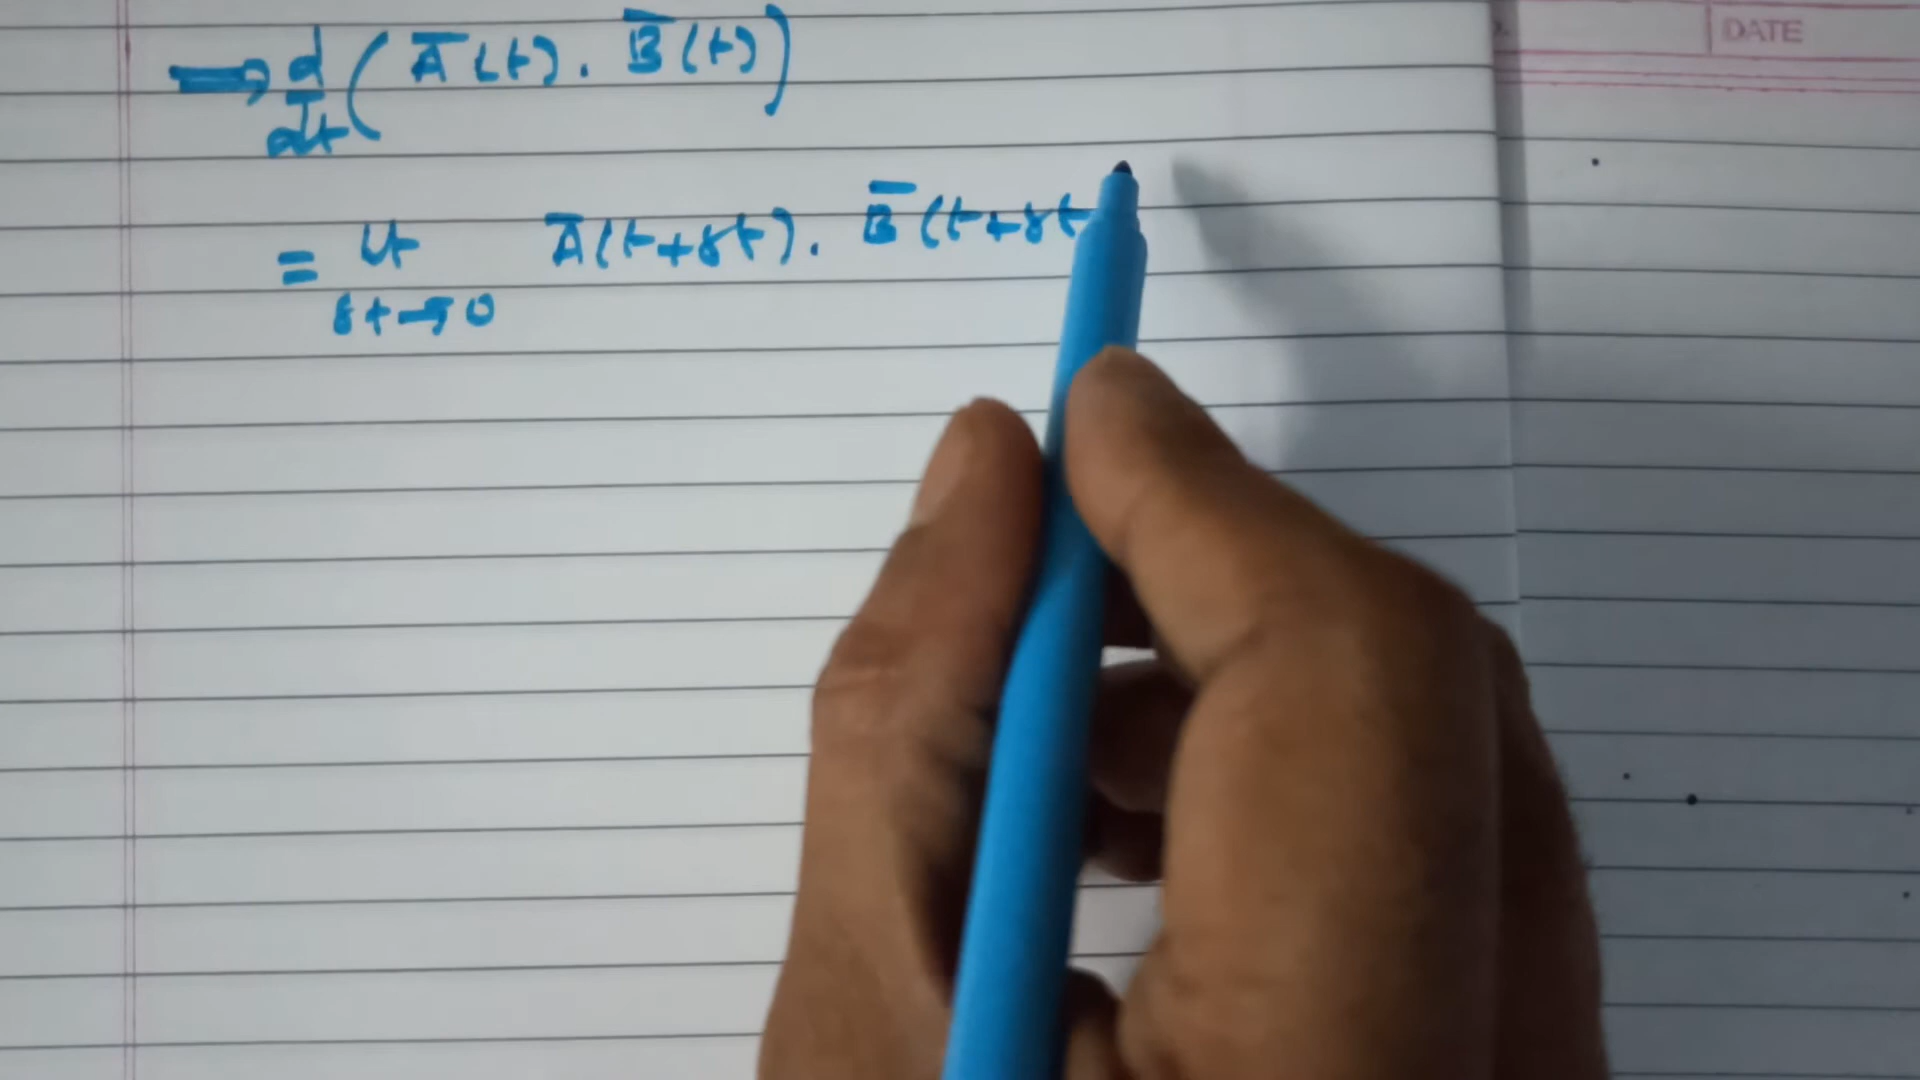 → d/dt ( A̅(t) . B̅(t) )
= lt A̅(t+δt) . B̅(t+δt
δt→0
DATE